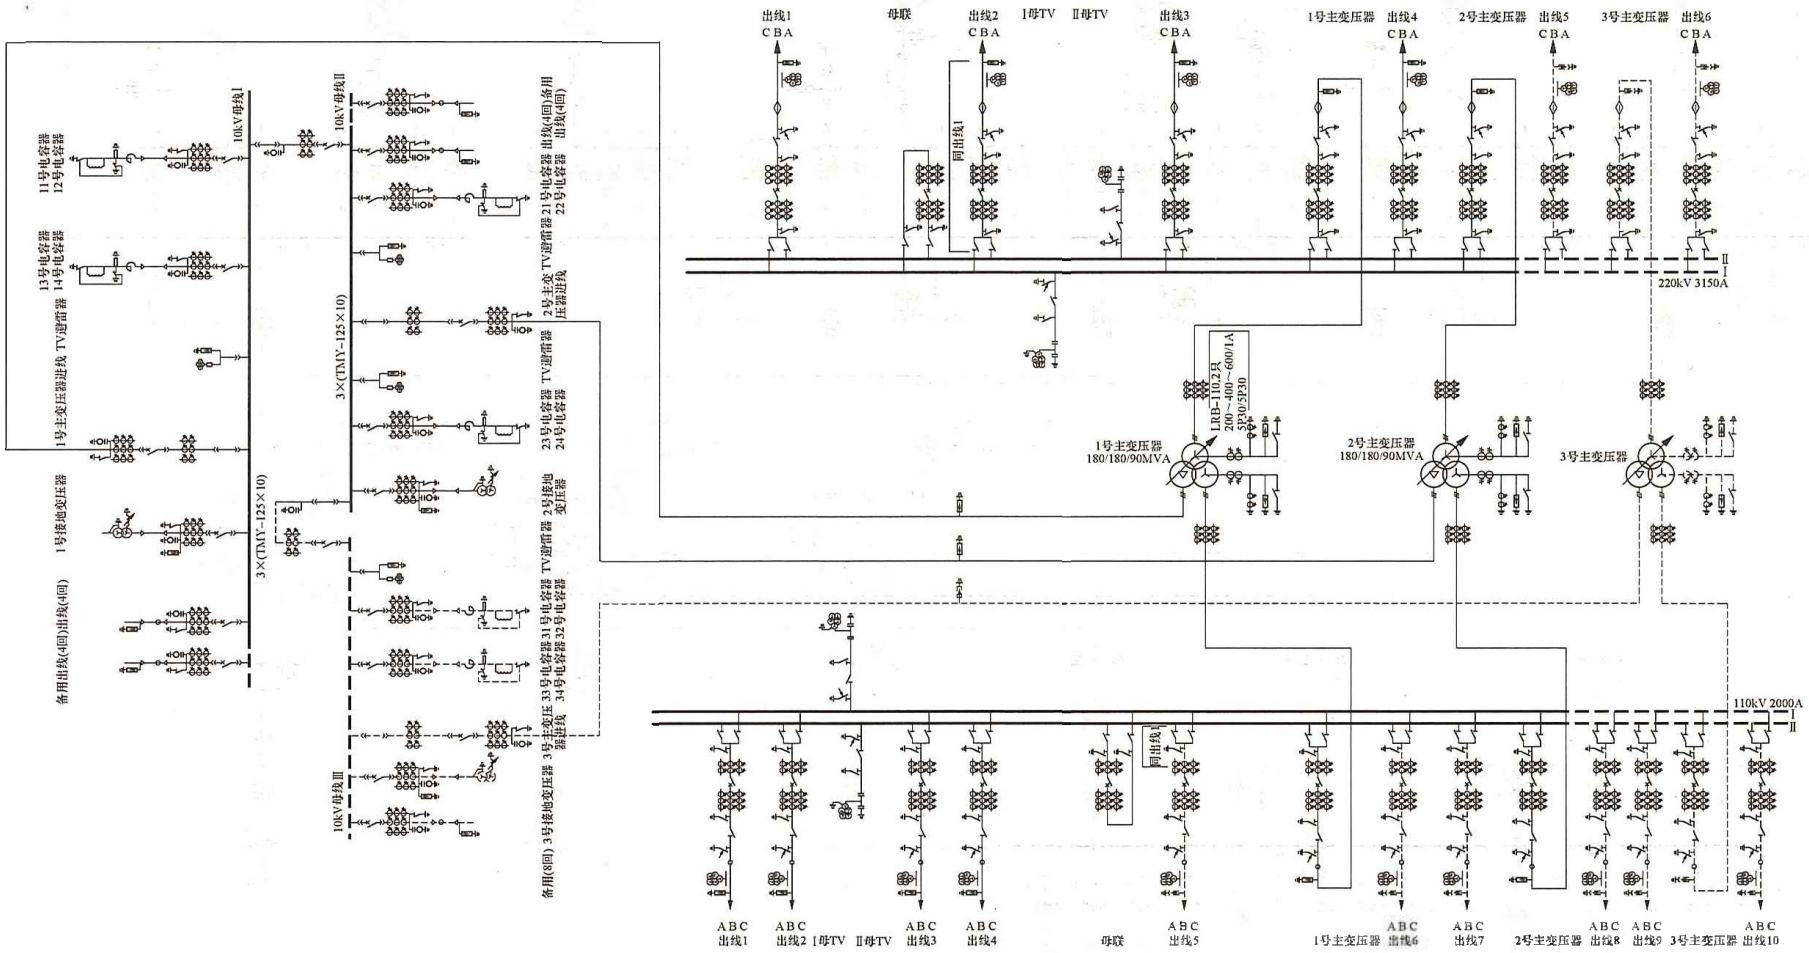 出线1
母联
出线2
Ⅰ母TV
Ⅱ母TV
出线3
1号主变压器
出线4
2号主变压器
出线5
3号主变压器
出线6
C B A
C B A
C B A
C B A
C B A
C B A
同出线1
Ⅱ
Ⅰ
220kV 3150A
LRB-110,2只
200～400～600/1A
5P30/5P30
1号主变压器
180/180/90MVA
2号主变压器
180/180/90MVA
3号主变压器
110kV 2000A
Ⅰ
Ⅱ
同出线1
A B C
A B C
A B C
A B C
A B C
A B C
A B C
A B C
A B C
A B C
出线1
出线2
Ⅰ母TV
Ⅱ母TV
出线3
出线4
母联
出线5
1号主变压器
出线6
出线7
2号主变压器
出线8
出线9
3号主变压器
出线10
10kV母线Ⅰ
10kV母线Ⅱ
10kV母线Ⅲ
3×(TMY-125×10)
3×(TMY-125×10)
11号电容器
12号电容器
13号电容器
14号电容器
TV避雷器
1号主变压器进线
1号接地变压器
出线(4回)
备用出线(4回)
备用
出线(4回)
出线(4回)
21号电容器
22号电容器
TV避雷器
2号主变
压器进线
TV避雷器
23号电容器
24号电容器
2号接地
变压器
TV避雷器
31号电容器
32号电容器
33号电容器
34号电容器
3号主变压
器进线
3号接地变压器
备用(8回)